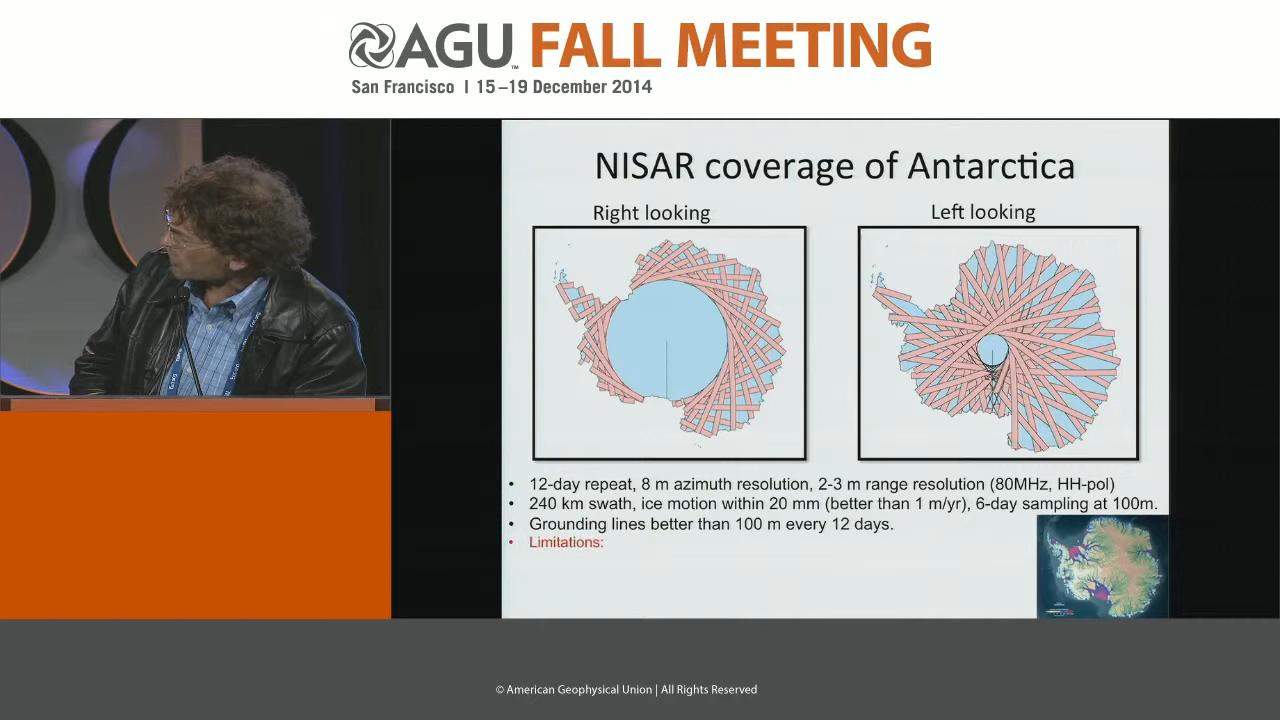 AGU FALL MEETING
San Francisco | 15–19 December 2014
NISAR coverage of Antarctica
Right looking
Left looking
• 12-day repeat, 8 m azimuth resolution, 2-3 m range resolution (80MHz, HH-pol)
• 240 km swath, ice motion within 20 mm (better than 1 m/yr), 6-day sampling at 100m.
• Grounding lines better than 100 m every 12 days.
• Limitations:
© American Geophysical Union | All Rights Reserved